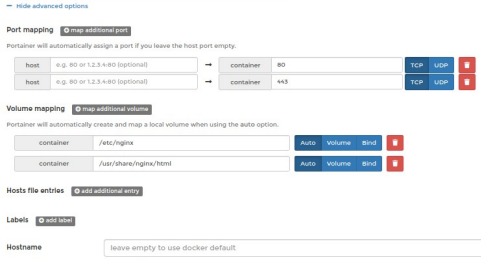 Hide advanced options
Port mapping map additional port
Portainer will automatically assign a port if you leave the host port empty.
host e.g. 80 or 1.2.3.4:80 (optional) → container 80 TCP UDP
host e.g. 80 or 1.2.3.4:80 (optional) → container 443 TCP UDP
Volume mapping map additional volume
Portainer will automatically create and map a local volume when using the auto option.
container /etc/nginx Auto Volume Bind
container /usr/share/nginx/html Auto Volume Bind
Hosts file entries add additional entry
Labels add label
Hostname leave empty to use docker default